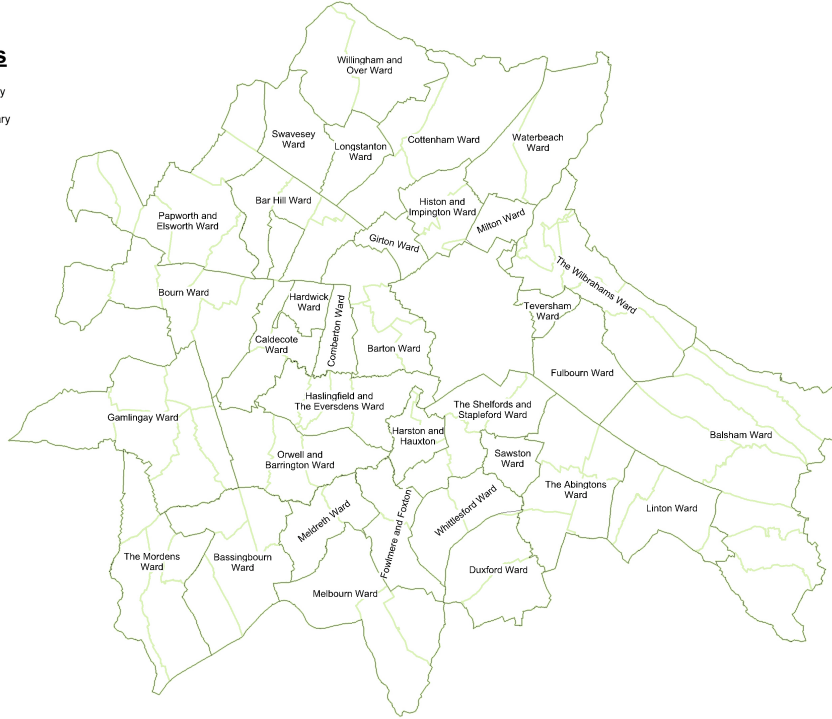 s
y
ary
Willingham and
Over Ward
Swavesey
Ward
Longstanton
Ward
Cottenham Ward
Waterbeach
Ward
Bar Hill Ward
Histon and
Impington Ward
Milton Ward
Papworth and
Elsworth Ward
Girton Ward
The Wilbrahams Ward
Bourn Ward
Hardwick
Ward
Comberton Ward
Teversham
Ward
Caldecote
Ward
Barton Ward
Fulbourn Ward
Haslingfield and
The Eversdens Ward
The Shelfords and
Stapleford Ward
Gamlingay Ward
Harston and
Hauxton
Balsham Ward
Orwell and
Barrington Ward
Sawston
Ward
The Abingtons
Ward
Linton Ward
Meldreth Ward
Fowlmere and Foxton
Whittlesford Ward
The Mordens
Ward
Bassingbourn
Ward
Duxford Ward
Melbourn Ward